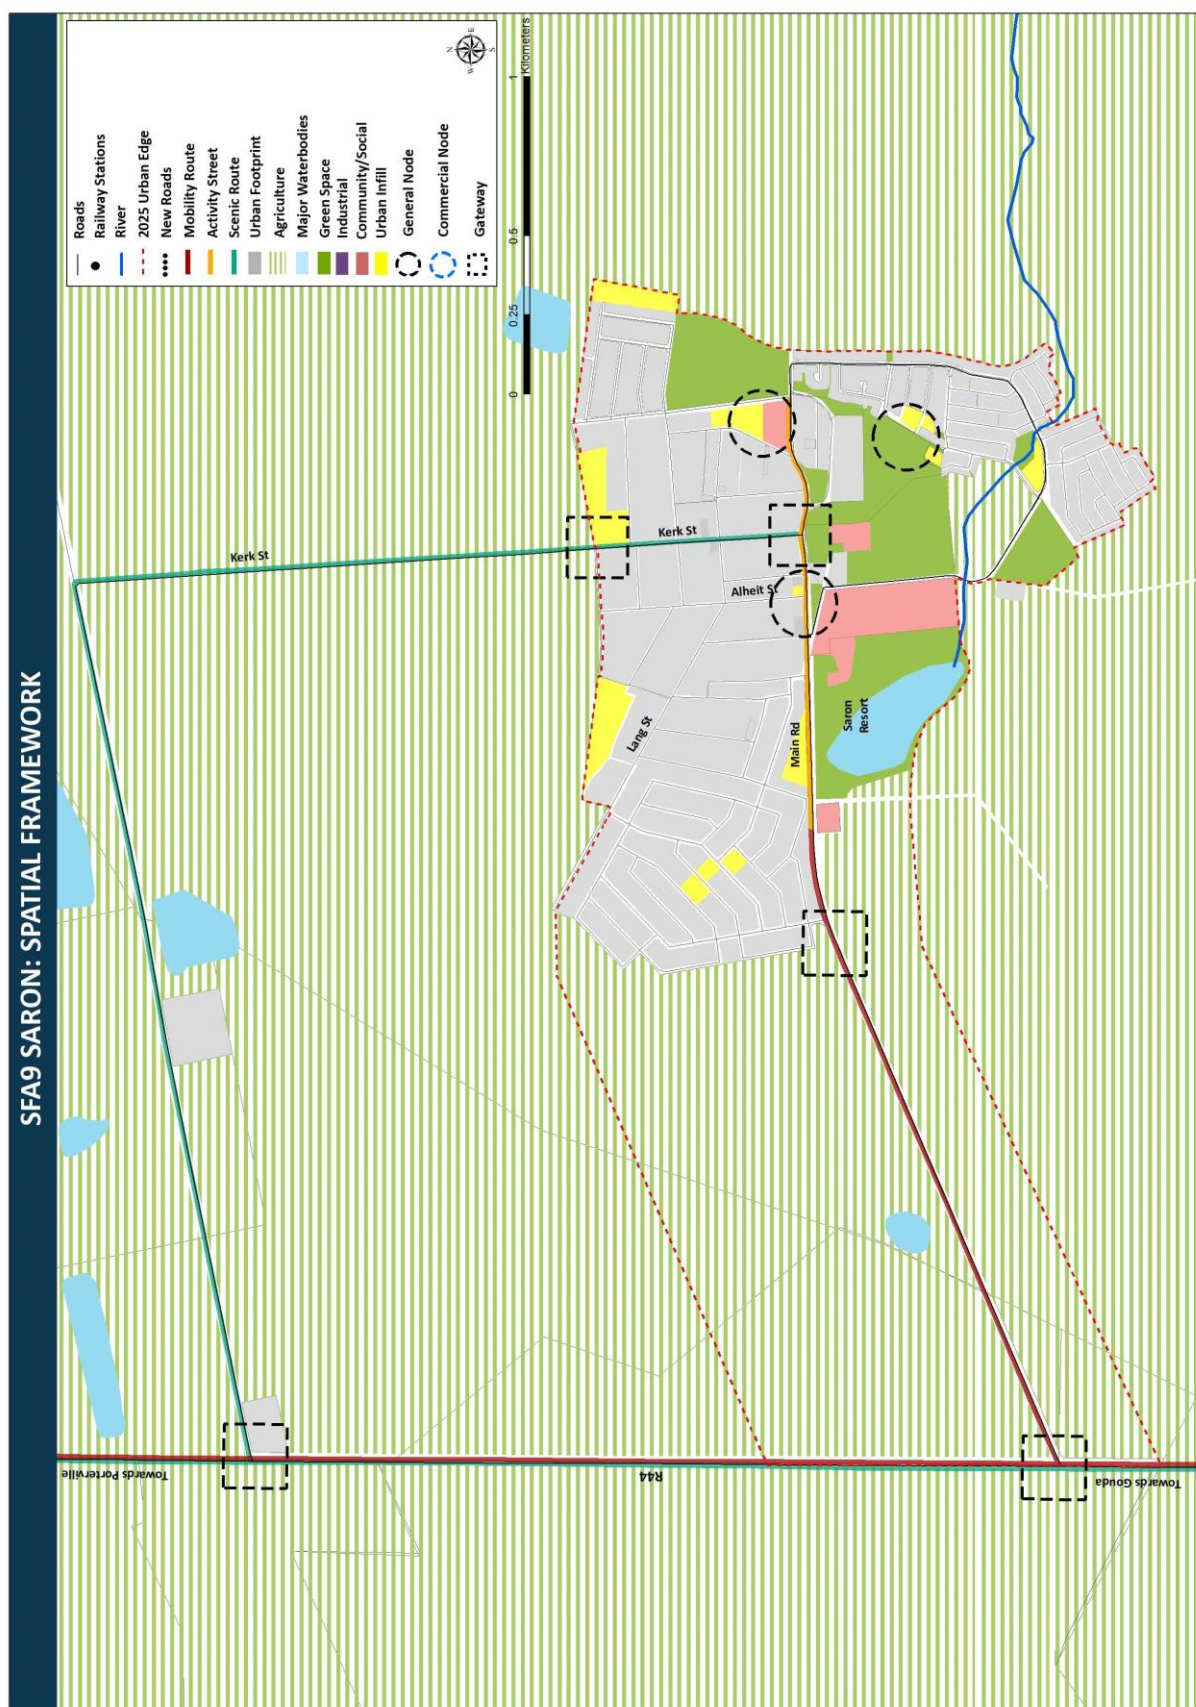 SFA9 SARON: SPATIAL FRAMEWORK
Roads
Railway Stations
River
2025 Urban Edge
New Roads
Mobility Route
Activity Street
Scenic Route
Urban Footprint
Agriculture
Major Waterbodies
Green Space
Industrial
Community/Social
Urban Infill
General Node
Commercial Node
Gateway
N
E
S
W
0
0.25
0.5
1
Kilometers
Kerk St
Kerk St
Alheit St
Lang St
Main Rd
Saron
Resort
Towards Porterville
R44
Towards Gouda